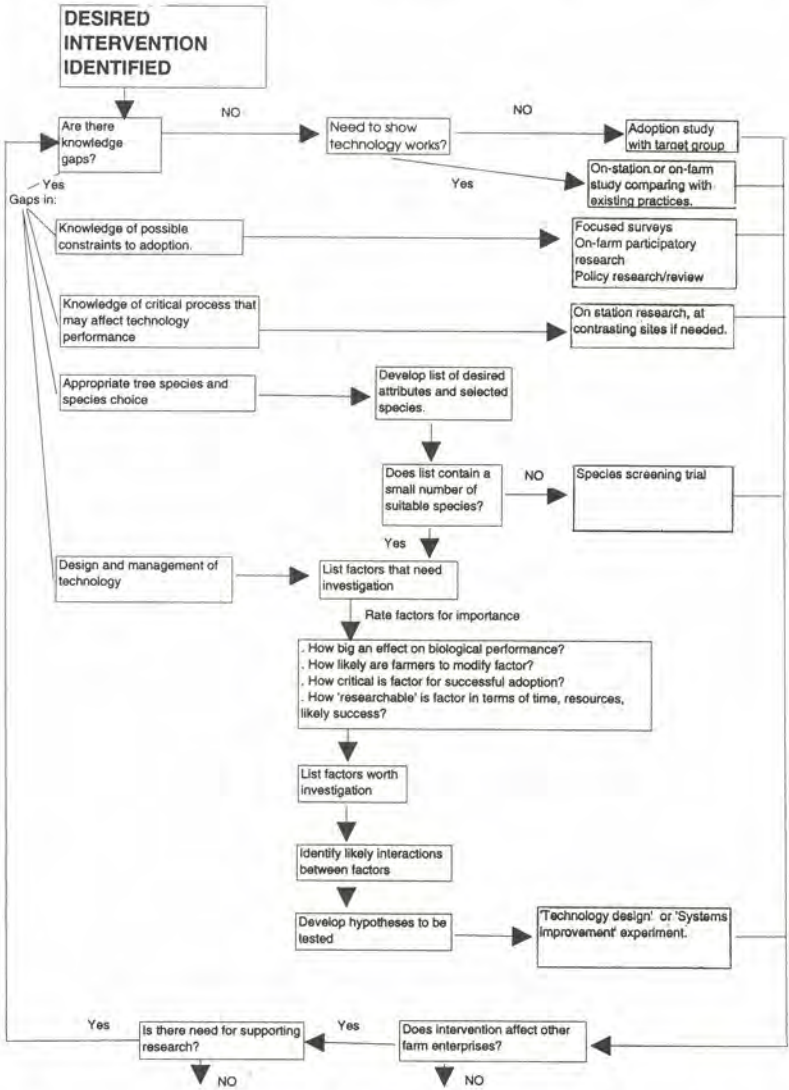 DESIRED
INTERVENTION
IDENTIFIED
NO
NO
Are there
knowledge
gaps?
Need to show
technology works?
Adoption study
with target group
Yes
Gaps in:
Yes
On-station or on-farm
study comparing with
existing practices.
Knowledge of possible
constraints to adoption.
Focused surveys
On-farm participatory
research
Policy research/review
Knowledge of critical process that
may affect technology
performance
On station research, at
contrasting sites if needed.
Appropriate tree species and
species choice
Develop list of desired
attributes and selected
species.
Does list contain a
small number of
suitable species?
NO
Species screening trial
Yes
Design and management of
technology
List factors that need
investigation
Rate factors for importance
. How big an effect on biological performance?
. How likely are farmers to modify factor?
. How critical is factor for successful adoption?
. How 'researchable' is factor in terms of time, resources,
likely success?
List factors worth
investigation
Identify likely interactions
between factors
Develop hypotheses to be
tested
'Technology design' or 'Systems
improvement' experiment.
Yes
Is there need for supporting
research?
Yes
Does intervention affect other
farm enterprises?
NO
NO